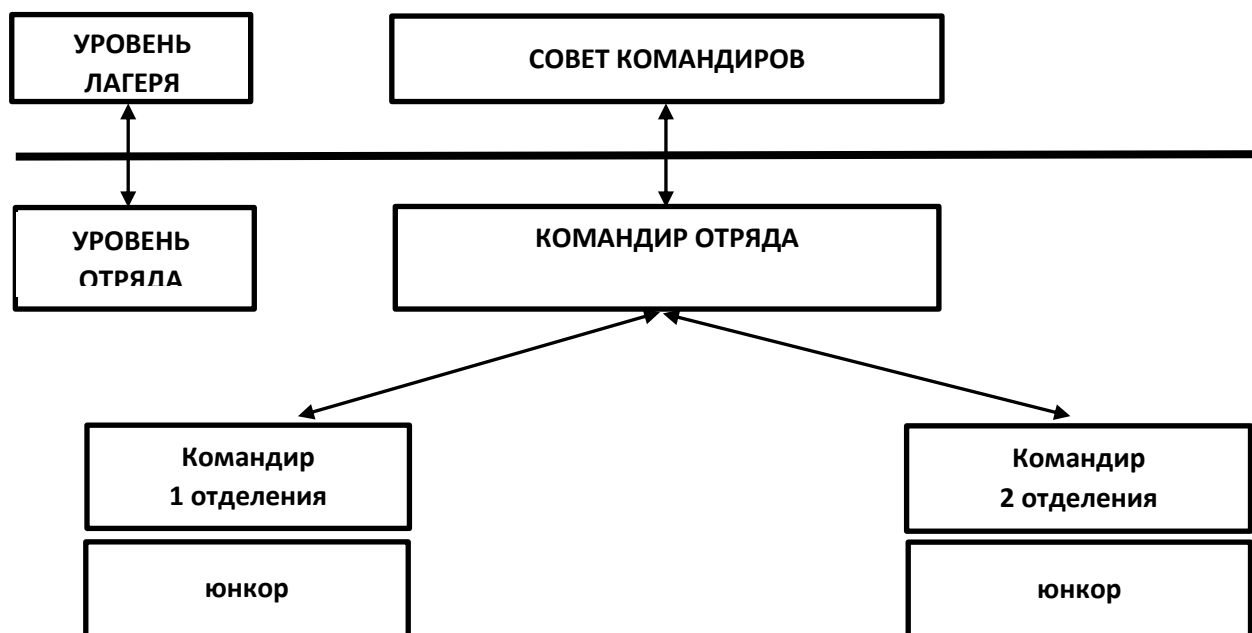 УРОВЕНЬ
ЛАГЕРЯ
СОВЕТ КОМАНДИРОВ
УРОВЕНЬ
ОТРЯДА
КОМАНДИР ОТРЯДА
Командир
1 отделения
Командир
2 отделения
юнкор
юнкор